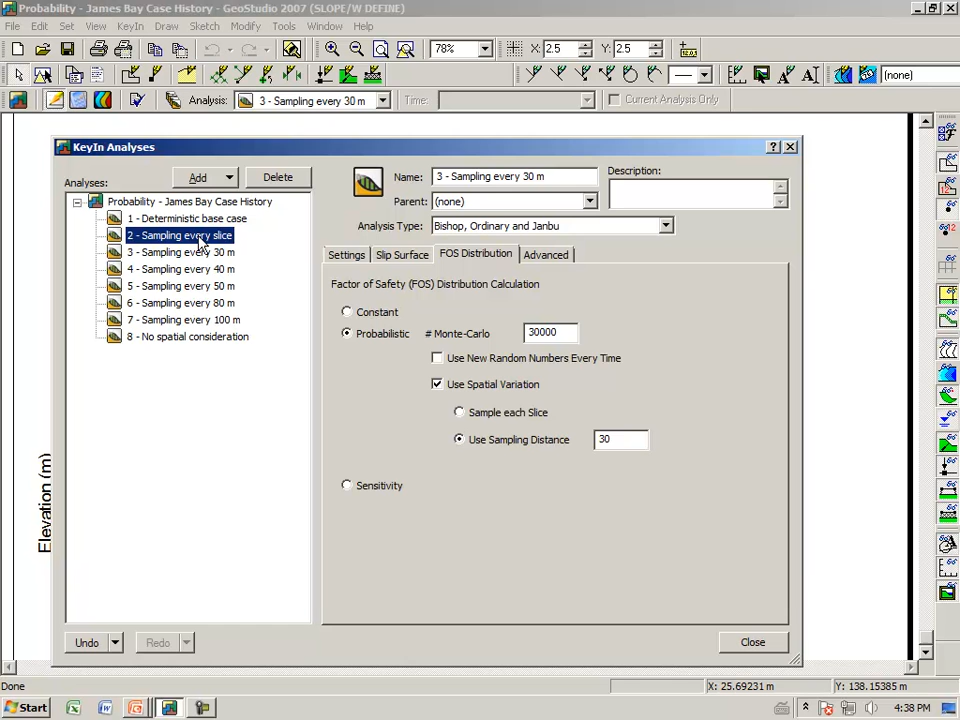 Probability - James Bay Case History - GeoStudio 2007 (SLOPE/W DEFINE)
File Edit Set View KeyIn Draw Sketch Modify Tools Window Help
78% X: 2.5 Y: 2.5
(none)
Analysis: 3 - Sampling every 30 m Time: Current Analysis Only
KeyIn Analyses
Analyses: Add Delete
Probability - James Bay Case History
1 - Deterministic base case
2 - Sampling every slice
3 - Sampling every 30 m
4 - Sampling every 40 m
5 - Sampling every 50 m
6 - Sampling every 80 m
7 - Sampling every 100 m
8 - No spatial consideration
Name: 3 - Sampling every 30 m
Parent: (none)
Analysis Type: Bishop, Ordinary and Janbu
Description:
Settings Slip Surface FOS Distribution Advanced
Factor of Safety (FOS) Distribution Calculation
Constant
Probabilistic # Monte-Carlo 30000
Use New Random Numbers Every Time
Use Spatial Variation
Sample each Slice
Use Sampling Distance 30
Sensitivity
Undo Redo Close
Elevation (m)
Done X: 25.69231 m Y: 138.15385 m
Start 4:38 PM